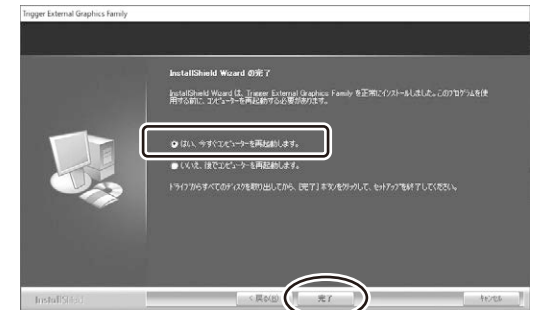 Trigger External Graphics Family
InstallShield Wizard の完了
InstallShield Wizard は、Trigger External Graphics Family を正常にインストールしました。このプログラムを使
用する前に、コンピューターを再起動する必要があります。
はい、今すぐコンピューターを再起動します。
いいえ、後でコンピューターを再起動します。
ドライブからすべてのディスクを取り出してから、[完了] ボタンをクリックして、セットアップを終了してください。
InstallShield
< 戻る(B)
完了
キャンセル